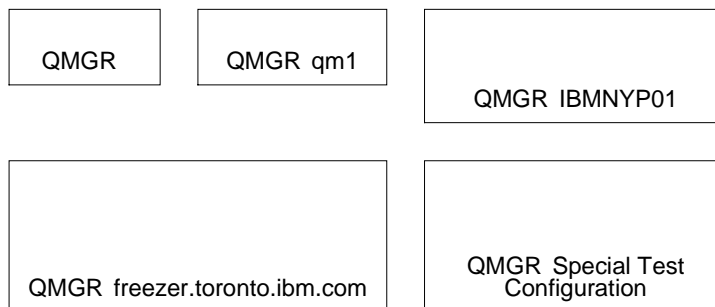 QMGR
QMGR qm1
QMGR IBMNYP01
QMGR freezer.toronto.ibm.com
QMGR Special Test
Configuration